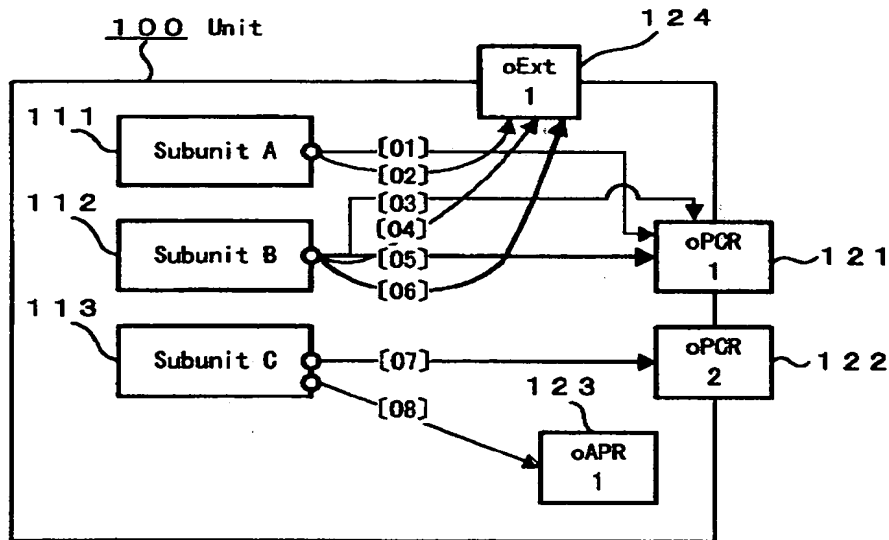 100 Unit
124
oExt
1
111
Subunit A
[01]
[02]
[03]
112
[04]
Subunit B
[05]
oPCR
1
121
[06]
113
Subunit C
[07]
oPCR
2
122
[08]
123
oAPR
1